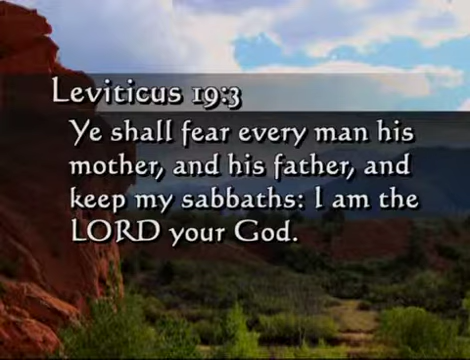 Leviticus 19:3
Ye shall fear every man his
mother, and his father, and
keep my sabbaths: I am the
LORD your God.